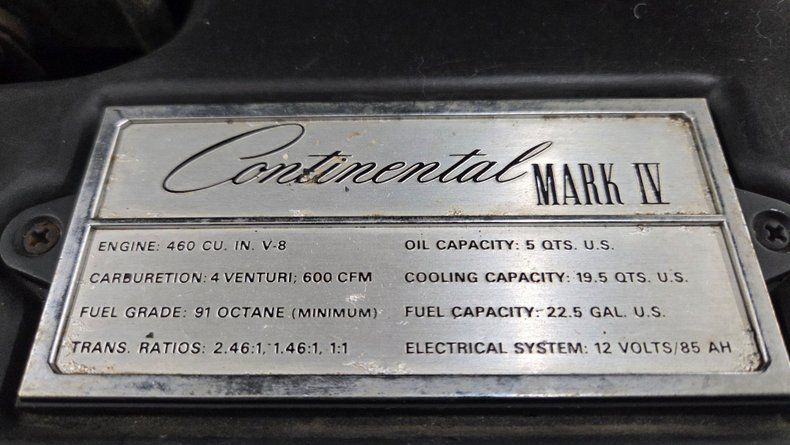 Continental MARK IV
ENGINE: 460 CU. IN. V-8
CARBURETION: 4 VENTURI; 600 CFM
FUEL GRADE: 91 OCTANE (MINIMUM)
TRANS. RATIOS: 2.46:1, 1.46:1, 1:1
OIL CAPACITY: 5 QTS. U.S.
COOLING CAPACITY: 19.5 QTS. U.S.
FUEL CAPACITY: 22.5 GAL. U.S.
ELECTRICAL SYSTEM: 12 VOLTS/85 AH